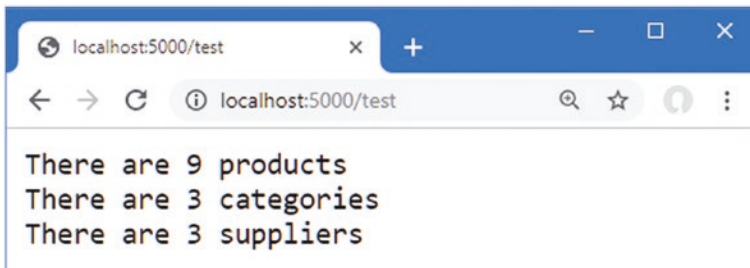 localhost:5000/test
localhost:5000/test
There are 9 products
There are 3 categories
There are 3 suppliers